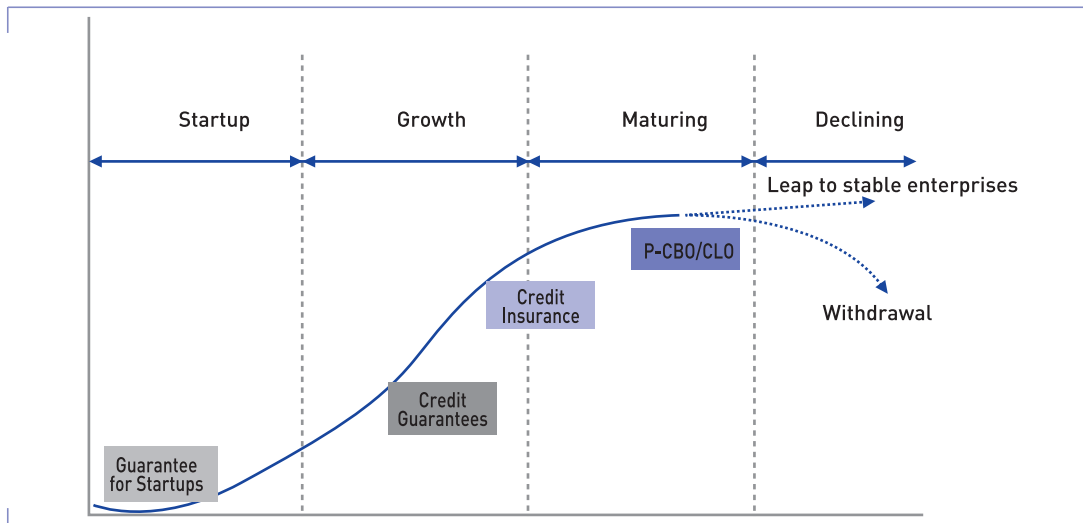 Startup
Growth
Maturing
Declining
Leap to stable enterprises
P-CBO/CLO
Credit
Insurance
Withdrawal
Credit
Guarantees
Guarantee
for Startups